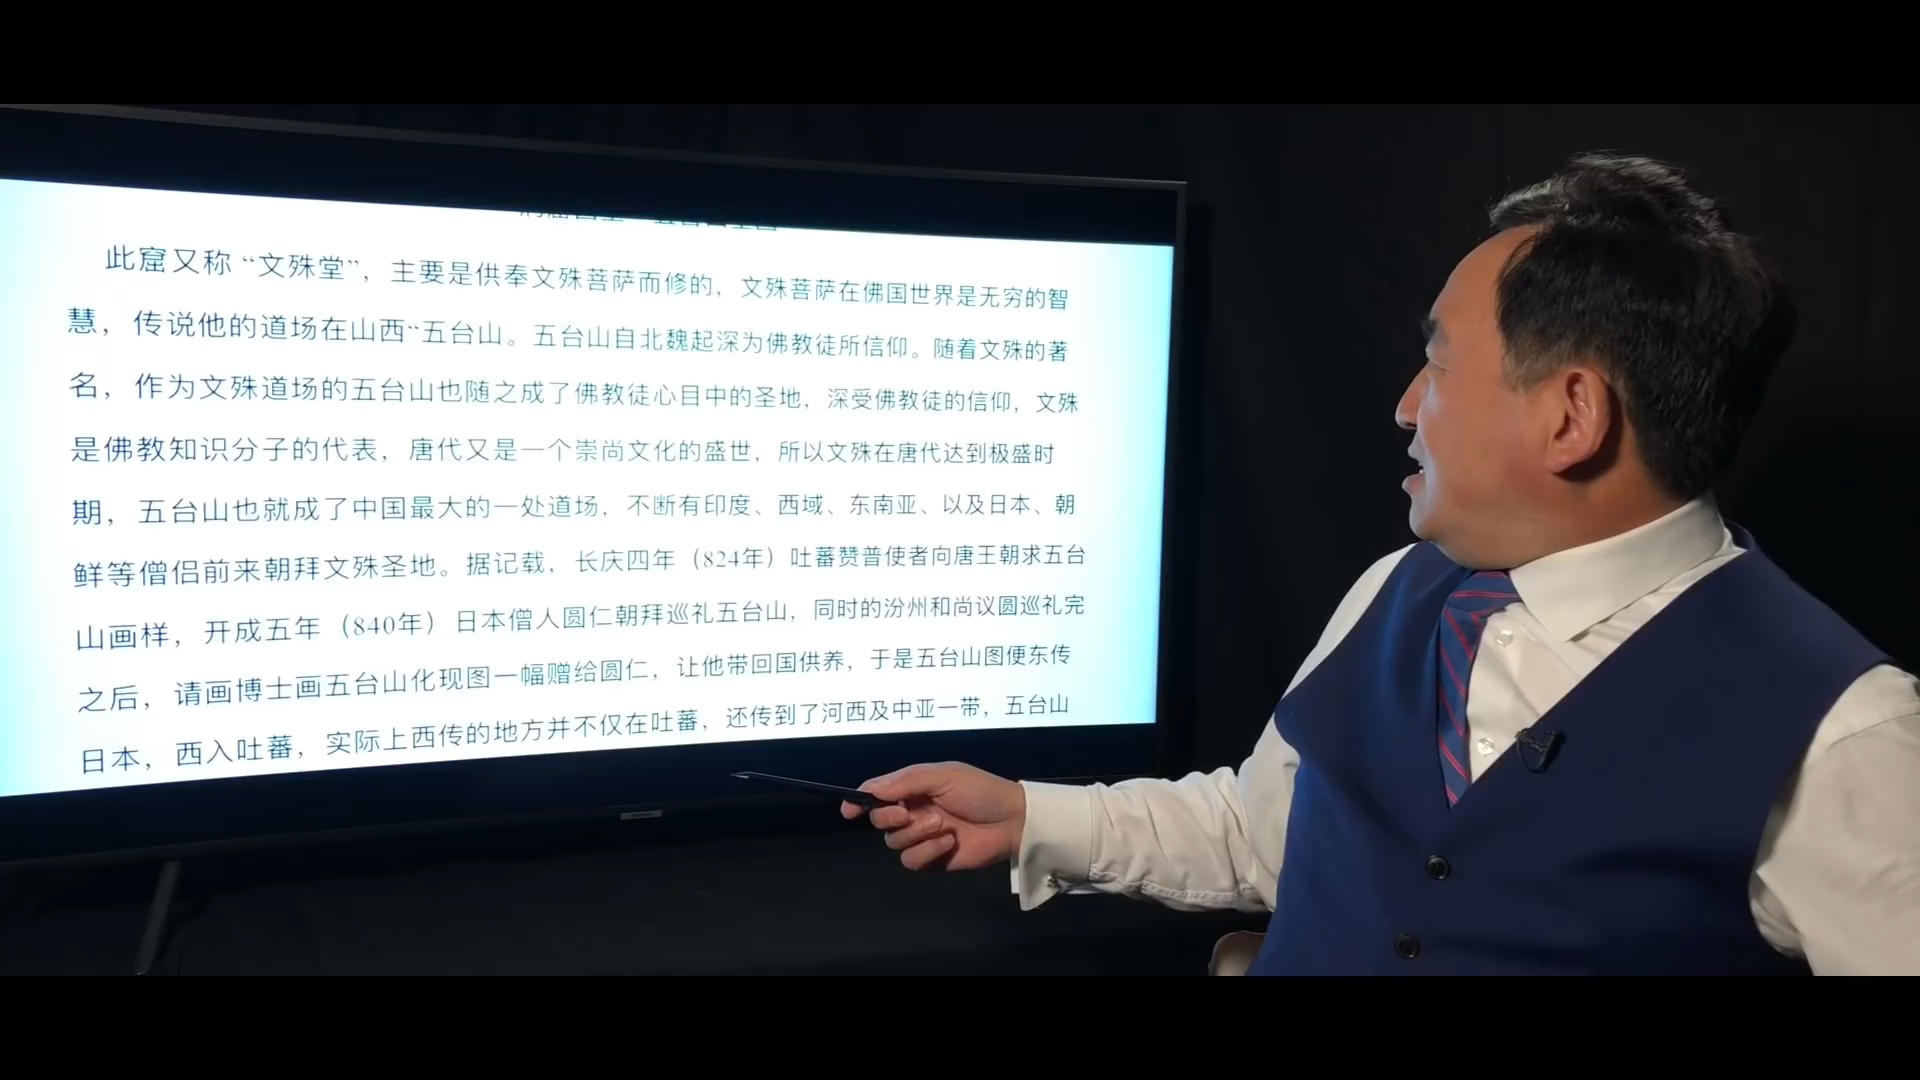 此窟又称“文殊堂”，主要是供奉文殊菩萨而修的，文殊菩萨在佛国世界是无穷的智
慧，传说他的道场在山西“五台山。五台山自北魏起深为佛教徒所信仰。随着文殊的著
名，作为文殊道场的五台山也随之成了佛教徒心目中的圣地，深受佛教徒的信仰，文殊
是佛教知识分子的代表，唐代又是一个崇尚文化的盛世，所以文殊在唐代达到极盛时
期，五台山也就成了中国最大的一处道场，不断有印度、西域、东南亚、以及日本、朝
鲜等僧侣前来朝拜文殊圣地。据记载，长庆四年（824年）吐蕃赞普使者向唐王朝求五台
山画样，开成五年（840年）日本僧人圆仁朝拜巡礼五台山，同时的汾州和尚议圆巡礼完
之后，请画博士画五台山化现图一幅赠给圆仁，让他带回国供养，于是五台山图便东传
日本，西入吐蕃，实际上西传的地方并不仅在吐蕃，还传到了河西及中亚一带，五台山